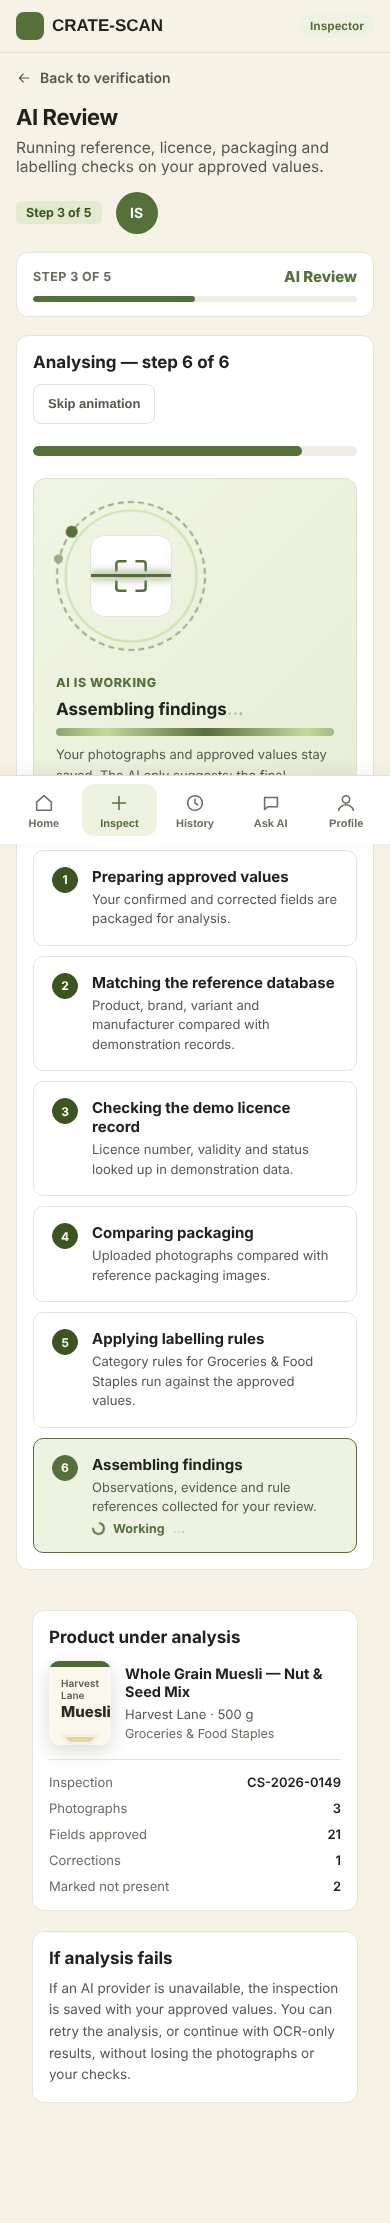 CRATE-SCAN
Inspector
← Back to verification
AI Review
Running reference, licence, packaging and
labelling checks on your approved values.
Step 3 of 5
IS
STEP 3 OF 5
AI Review
Analysing — step 6 of 6
Skip animation
AI IS WORKING
Assembling findings...
Your photographs and approved values stay
saved. The AI only suggests: the final
Home
Inspect
History
Ask AI
Profile
1
Preparing approved values
Your confirmed and corrected fields are
packaged for analysis.
2
Matching the reference database
Product, brand, variant and
manufacturer compared with
demonstration records.
3
Checking the demo licence
record
Licence number, validity and status
looked up in demonstration data.
4
Comparing packaging
Uploaded photographs compared with
reference packaging images.
5
Applying labelling rules
Category rules for Groceries & Food
Staples run against the approved
values.
6
Assembling findings
Observations, evidence and rule
references collected for your review.
Working ...
Product under analysis
Harvest
Lane
Muesli
Whole Grain Muesli — Nut &
Seed Mix
Harvest Lane · 500 g
Groceries & Food Staples
Inspection CS-2026-0149
Photographs 3
Fields approved 21
Corrections 1
Marked not present 2
If analysis fails
If an AI provider is unavailable, the inspection
is saved with your approved values. You can
retry the analysis, or continue with OCR-only
results, without losing the photographs or
your checks.